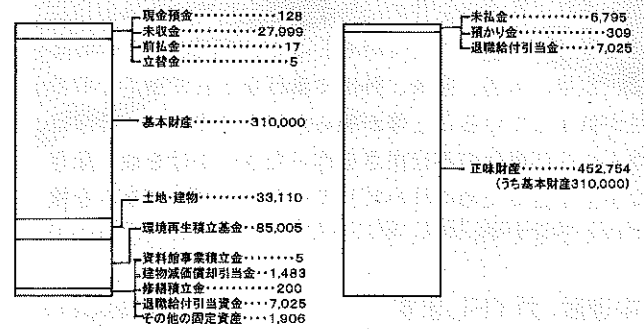 現金預金・・・・・・・・・・128
未収金・・・・・・・・27,999
前払金・・・・・・・・・・・・・17
立替金・・・・・・・・・・・・・・5
基本財産・・・・・・・・・310,000
土地・建物・・・・・・・33,110
環境再生積立基金・・85,005
資料館事業積立金・・・・・・5
建物減価償却引当金・・1,483
修繕積立金・・・・・・・・・・200
退職給付引当資金・・・・7,025
その他の固定資産・・・・1,906
未払金・・・・・・・・・・6,795
預かり金・・・・・・・・・・309
退職給付引当金・・・・7,025
正味財産・・・・・・・・・452,754
(うち基本財産310,000)